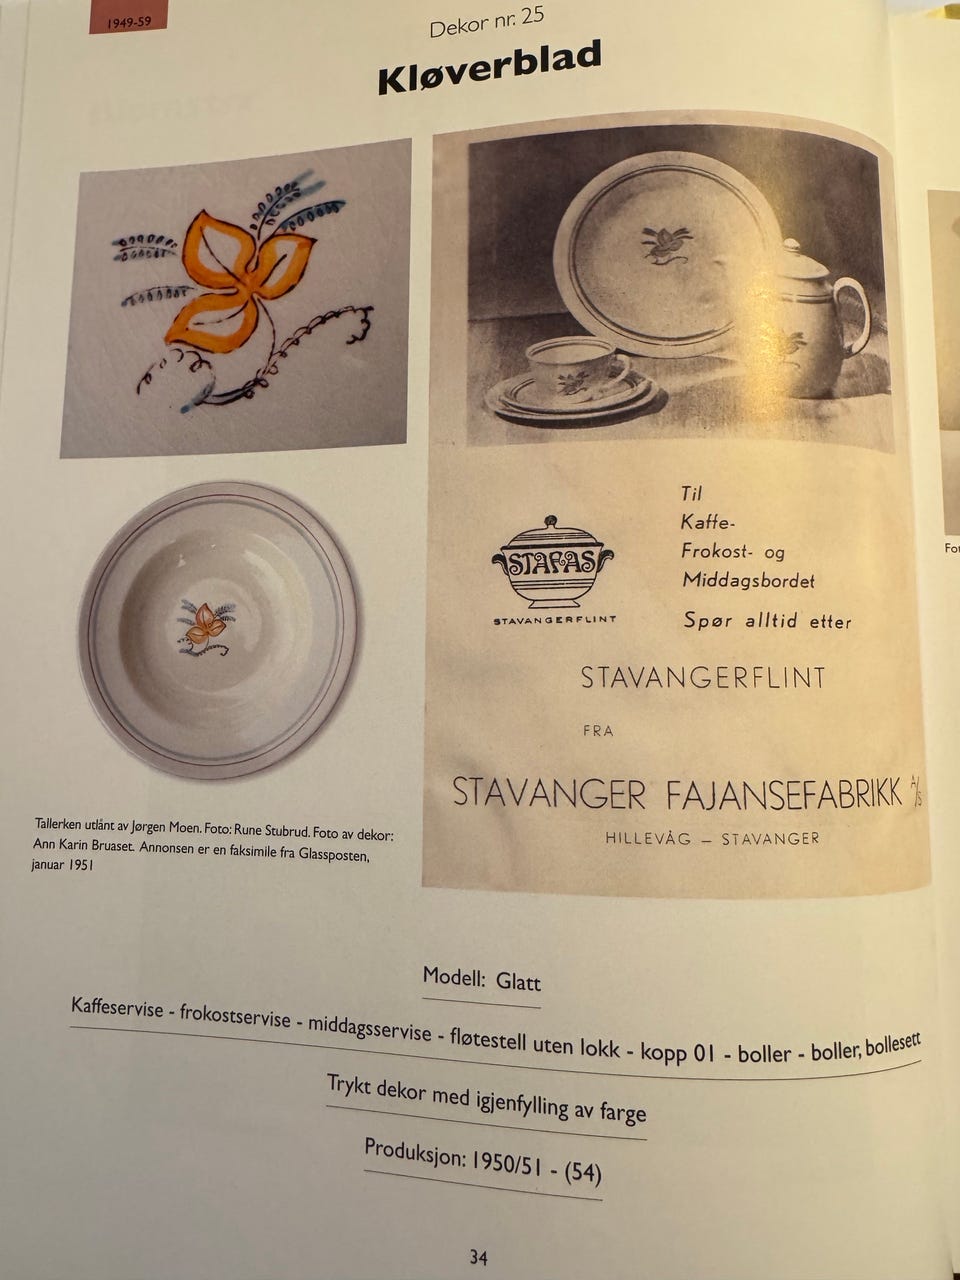 1949-59
Dekor nr. 25
Kløverblad
Tallerken utlånt av Jørgen Moen. Foto: Rune Stubrud. Foto av dekor:
Ann Karin Bruaset. Annonsen er en faksimile fra Glassposten,
januar 1951
STAFAS
STAVANGERFLINT
Til
Kaffe-
Frokost- og
Middagsbordet
Spør alltid etter
STAVANGERFLINT
FRA
STAVANGER FAJANSEFABRIKK A/S
HILLEVÅG – STAVANGER
Modell: Glatt
Kaffeservise - frokostservise - middagsservise - fløtestell uten lokk - kopp 01 - boller - boller, bollesett
Trykt dekor med igjenfylling av farge
Produksjon: 1950/51 - (54)
34